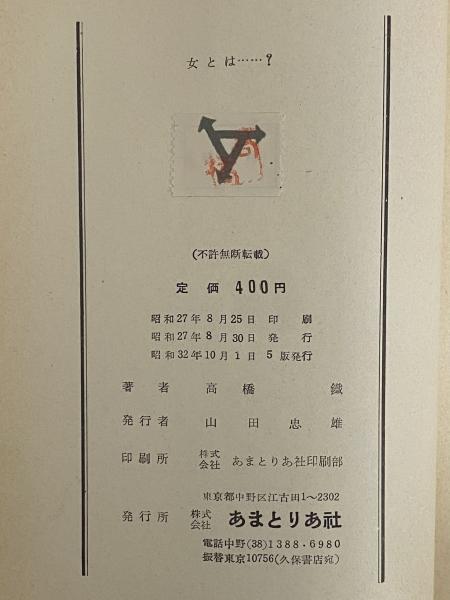 女とは……？
(不許無断転載)
定価 400円
昭和27年8月25日 印刷
昭和27年8月30日 発行
昭和32年10月1日 5版発行
著者 高橋鐵
発行者 山田忠雄
印刷所 株式会社 あまとりあ社印刷部
東京都中野区江古田1〜2302
発行所 株式会社 あまとりあ社
電話中野(38)1388・6980
振替東京10756(久保書店宛)